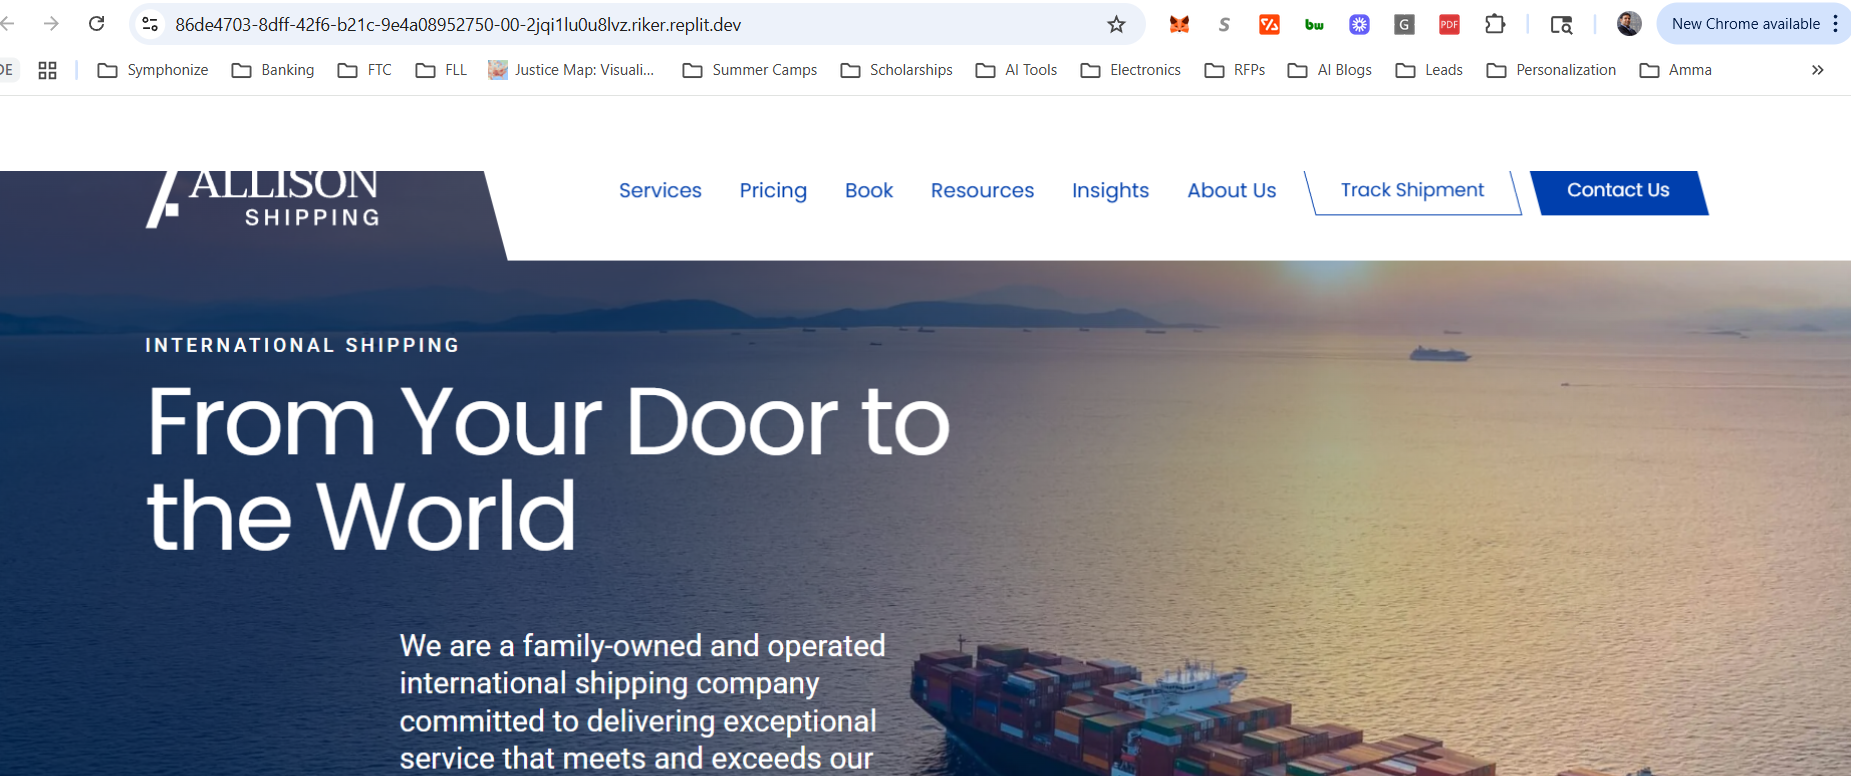 86de4703-8dff-42f6-b21c-9e4a08952750-00-2jqi1lu0u8lvz.riker.replit.dev
S
bw
G
PDF
New Chrome available
DE
Symphonize
Banking
FTC
FLL
Justice Map: Visuali...
Summer Camps
Scholarships
AI Tools
Electronics
RFPs
AI Blogs
Leads
Personalization
Amma
ALLISON
SHIPPING
Services
Pricing
Book
Resources
Insights
About Us
Track Shipment
Contact Us
INTERNATIONAL SHIPPING
From Your Door to
the World
We are a family-owned and operated
international shipping company
committed to delivering exceptional
service that meets and exceeds our